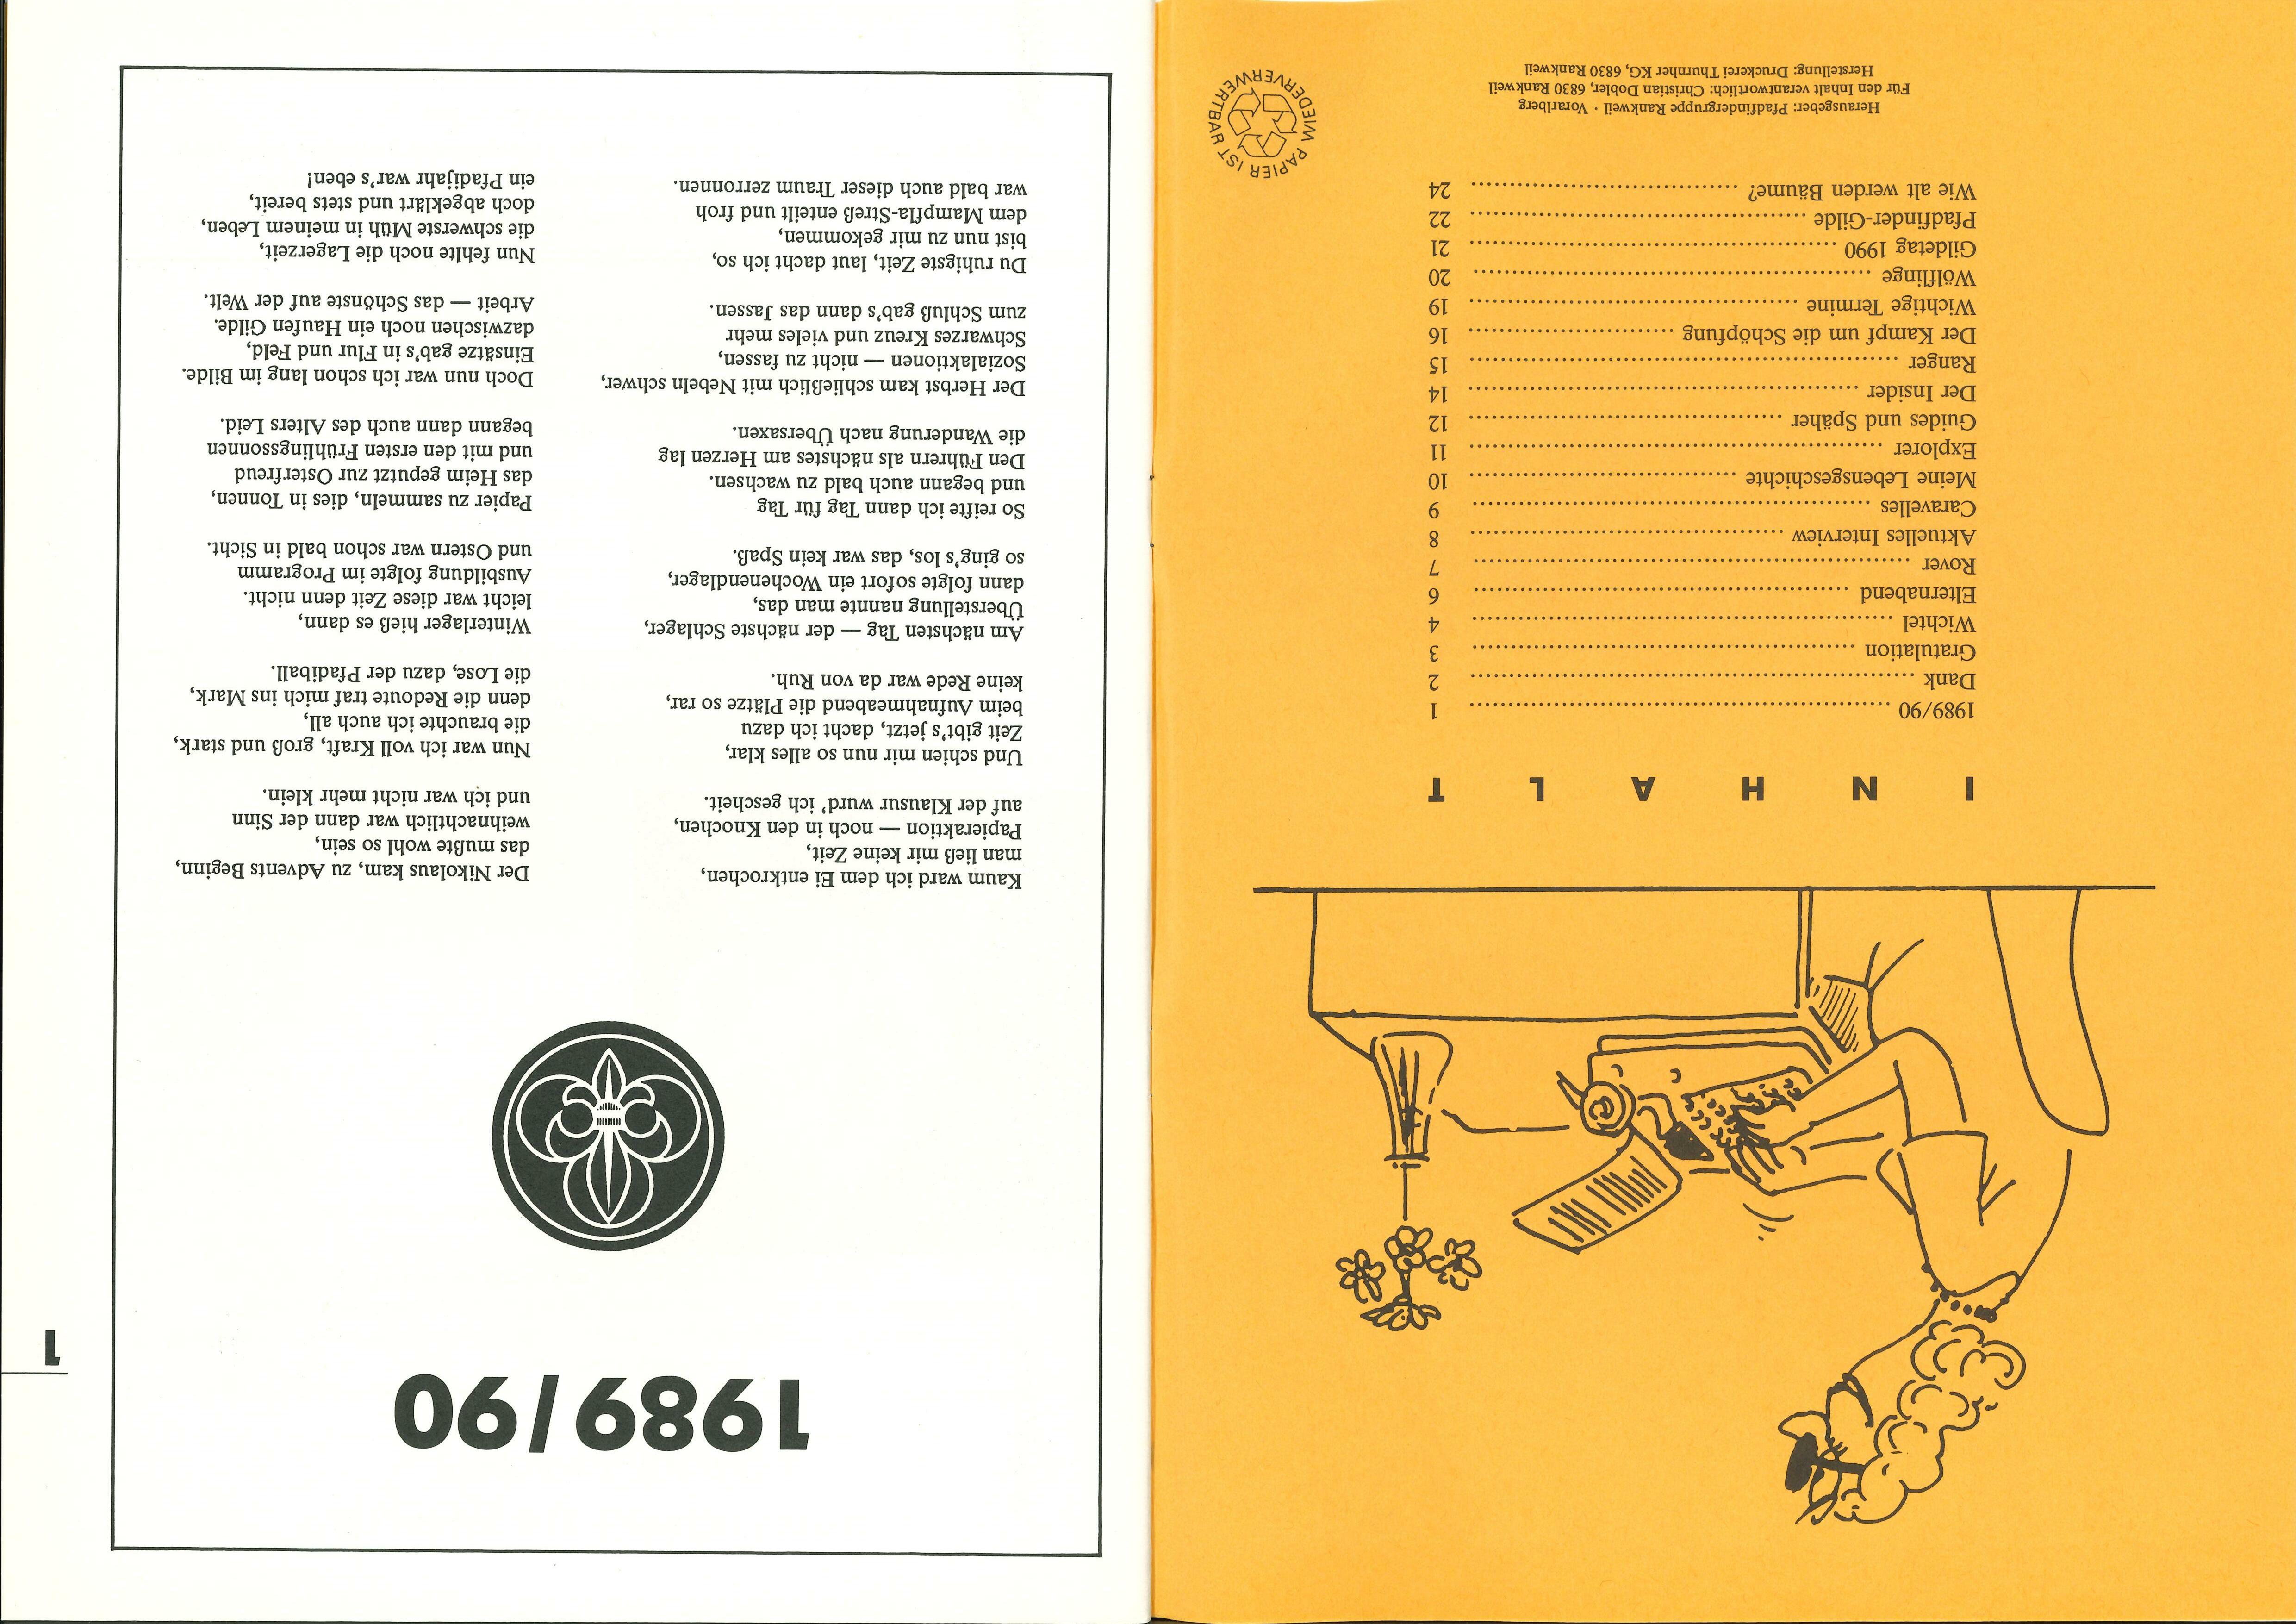 I N H A L T
1989/90 1
Dank 2
Gratulation 3
Wichtel 4
Elternabend 6
Rover 7
Aktuelles Interview 8
Caravelles 9
Meine Lebensgeschichte 10
Explorer 11
Guides und Späher 12
Der Insider 14
Ranger 15
Der Kampf um die Schöpfung 16
Wichtige Termine 19
Wölflinge 20
Gildetag 1990 21
Pfadfinder-Gilde 22
Wie alt werden Bäume? 24
Herausgeber: Pfadfindergruppe Rankweil · Vorarlberg
Für den Inhalt verantwortlich: Christian Dobler, 6830 Rankweil
Herstellung: Druckerei Thurnher KG, 6830 Rankweil
PAPIER IST WIEDERVERWERTBAR
1989/90
1
Kaum ward ich dem Ei entkrochen,
man ließ mir keine Zeit,
Papieraktion — noch in den Knochen,
auf der Klausur wurd' ich gescheit.
Und schien mir nun so alles klar,
Zeit gibt's jetzt, dacht ich dazu
beim Aufnahmeabend die Plätze so rar,
keine Rede war da von Ruh.
Am nächsten Tag — der nächste Schlager,
Überstellung nannte man das,
dann folgte sofort ein Wochenendlager,
so ging's los, das war kein Spaß.
So reifte ich dann Tag für Tag
und begann auch bald zu wachsen.
Den Führern als nächstes am Herzen lag
die Wanderung nach Übersaxen.
Der Herbst kam schließlich mit Nebeln schwer,
Sozialaktionen — nicht zu fassen,
Schwarzes Kreuz und vieles mehr
zum Schluß gab's dann das Jassen.
Du ruhigste Zeit, laut dacht ich so,
bist nun zu mir gekommen,
dem Mampfla-Streß enteilt und froh
war bald auch dieser Traum zerronnen.
Der Nikolaus kam, zu Advents Beginn,
das mußte wohl so sein,
weihnachtlich war dann der Sinn
und ich war nicht mehr klein.
Nun war ich voll Kraft, groß und stark,
die brauchte ich auch all,
denn die Redoute traf mich ins Mark,
die Lose, dazu der Pfadiball.
Winterlager hieß es dann,
leicht war diese Zeit denn nicht.
Ausbildung folgte im Programm
und Ostern war schon bald in Sicht.
Papier zu sammeln, dies in Tonnen,
das Heim geputzt zur Osterfreud
und mit den ersten Frühlingssonnen
begann dann auch des Alters Leid.
Doch nun war ich schon lang im Bilde.
Einsätze gab's in Flur und Feld,
dazwischen noch ein Haufen Gilde.
Arbeit — das Schönste auf der Welt.
Nun fehlte noch die Lagerzeit,
die schwerste Müh in meinem Leben,
doch abgeklärt und stets bereit,
ein Pfadijahr war's eben!